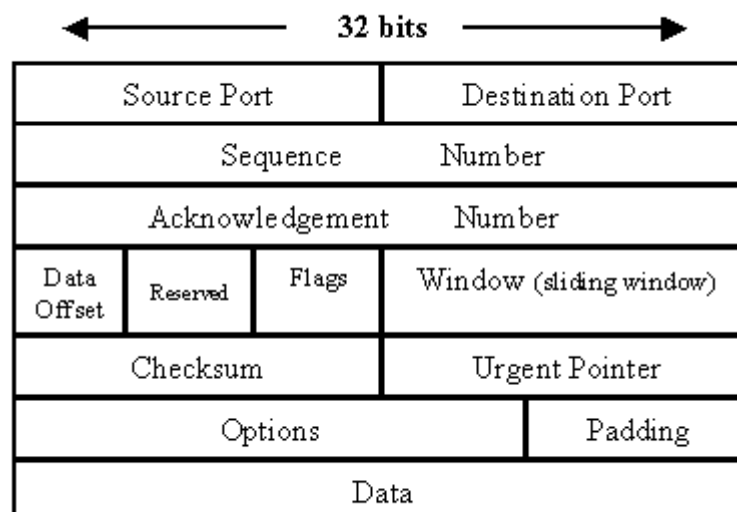 32 bits
Source Port
Destination Port
Sequence Number
Acknowledgement Number
Data
Offset
Reserved
Flags
Window (sliding window)
Checksum
Urgent Pointer
Options
Padding
Data